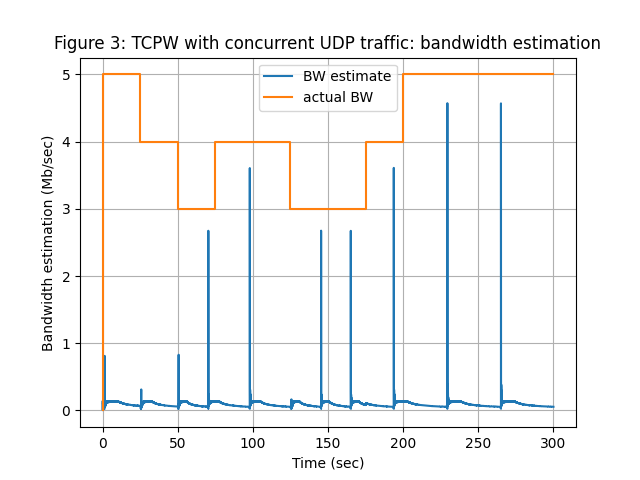 Figure 3: TCPW with concurrent UDP traffic: bandwidth estimation
BW estimate
actual BW
Bandwidth estimation (Mb/sec)
5
4
3
2
1
0
0 50 100 150 200 250 300
Time (sec)